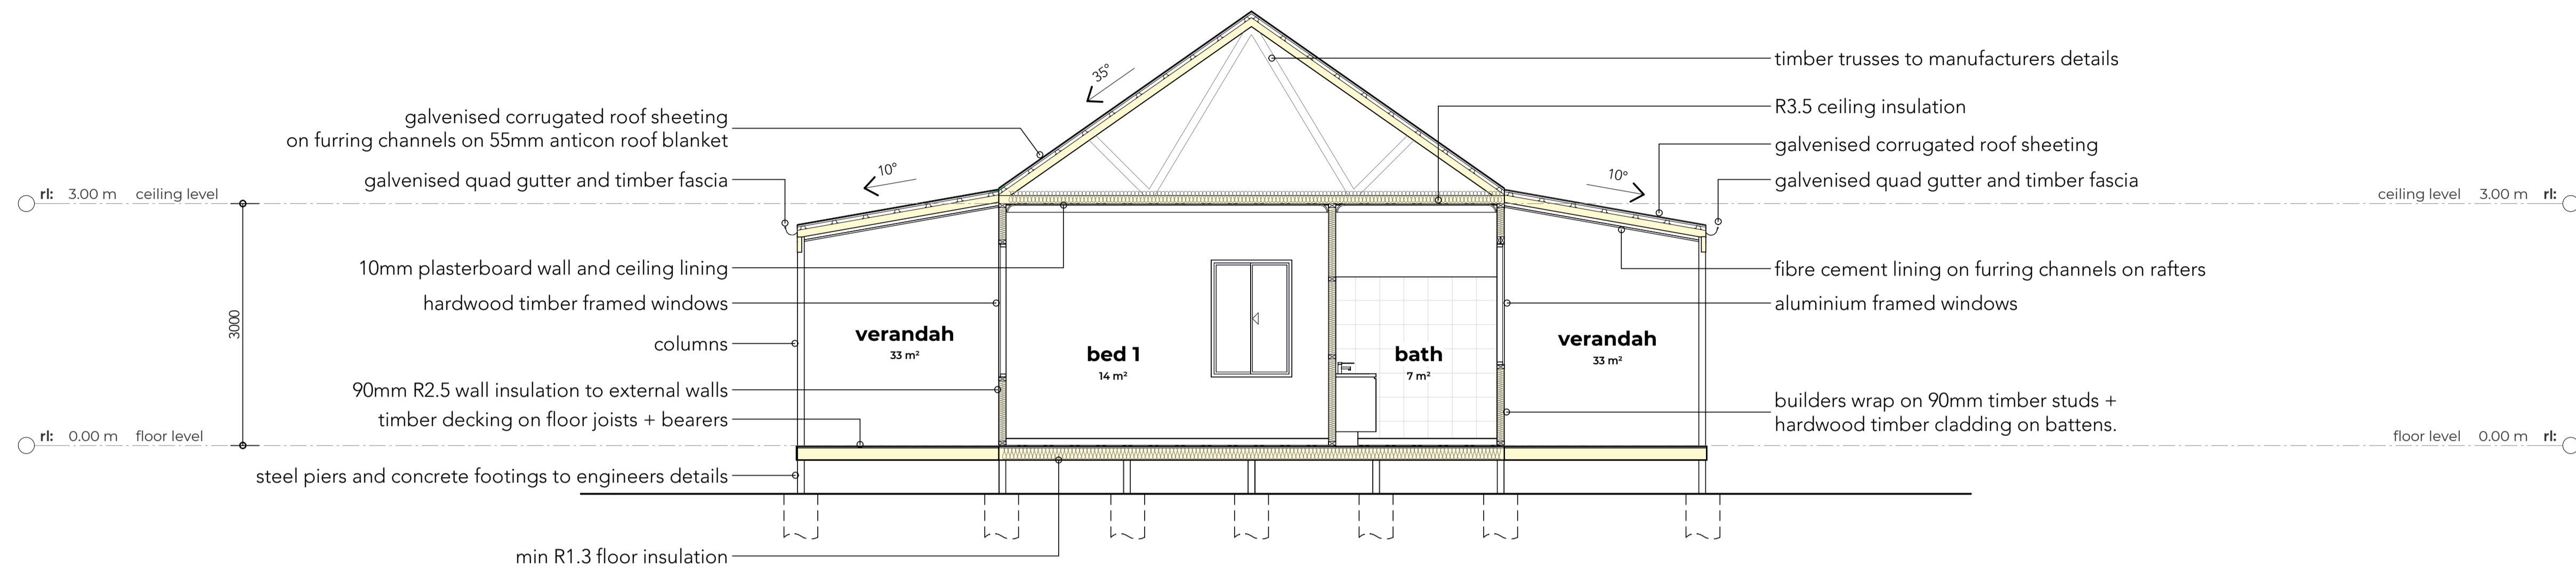 timber trusses to manufacturers details
35°
R3.5 ceiling insulation
galvenised corrugated roof sheeting
on furring channels on 55mm anticon roof blanket
galvenised corrugated roof sheeting
10°
10°
galvenised quad gutter and timber fascia
galvenised quad gutter and timber fascia
rl: 3.00 m ceiling level
ceiling level 3.00 m rl:
10mm plasterboard wall and ceiling lining
fibre cement lining on furring channels on rafters
hardwood timber framed windows
aluminium framed windows
3000
columns
verandah
33 m²
bed 1
14 m²
bath
7 m²
verandah
33 m²
90mm R2.5 wall insulation to external walls
timber decking on floor joists + bearers
builders wrap on 90mm timber studs +
hardwood timber cladding on battens.
rl: 0.00 m floor level
floor level 0.00 m rl:
steel piers and concrete footings to engineers details
min R1.3 floor insulation